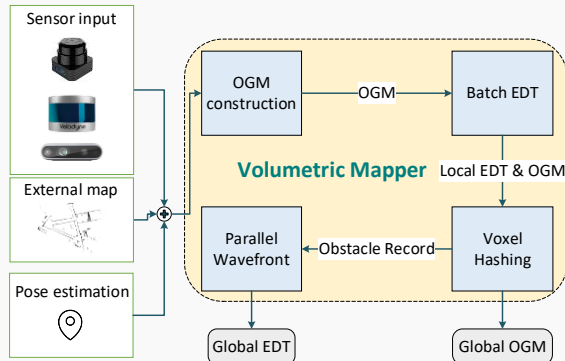 Sensor input
Velodyne
External map
Pose estimation
OGM
construction
OGM
Batch EDT
Volumetric Mapper
Local EDT & OGM
Parallel
Wavefront
Obstacle Record
Voxel
Hashing
Global EDT
Global OGM